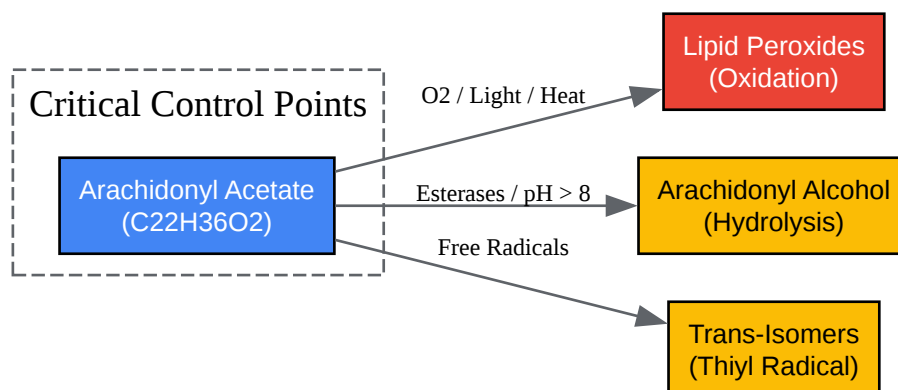 Critical Control Points
Arachidonyl Acetate
(C22H36O2)
O2 / Light / Heat
Esterases / pH > 8
Free Radicals
Lipid Peroxides
(Oxidation)
Arachidonyl Alcohol
(Hydrolysis)
Trans-Isomers
(Thiyl Radical)